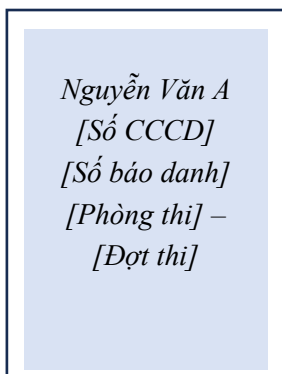 Nguyễn Văn A
[Số CCCD]
[Số báo danh]
[Phòng thi] –
[Đợt thi]